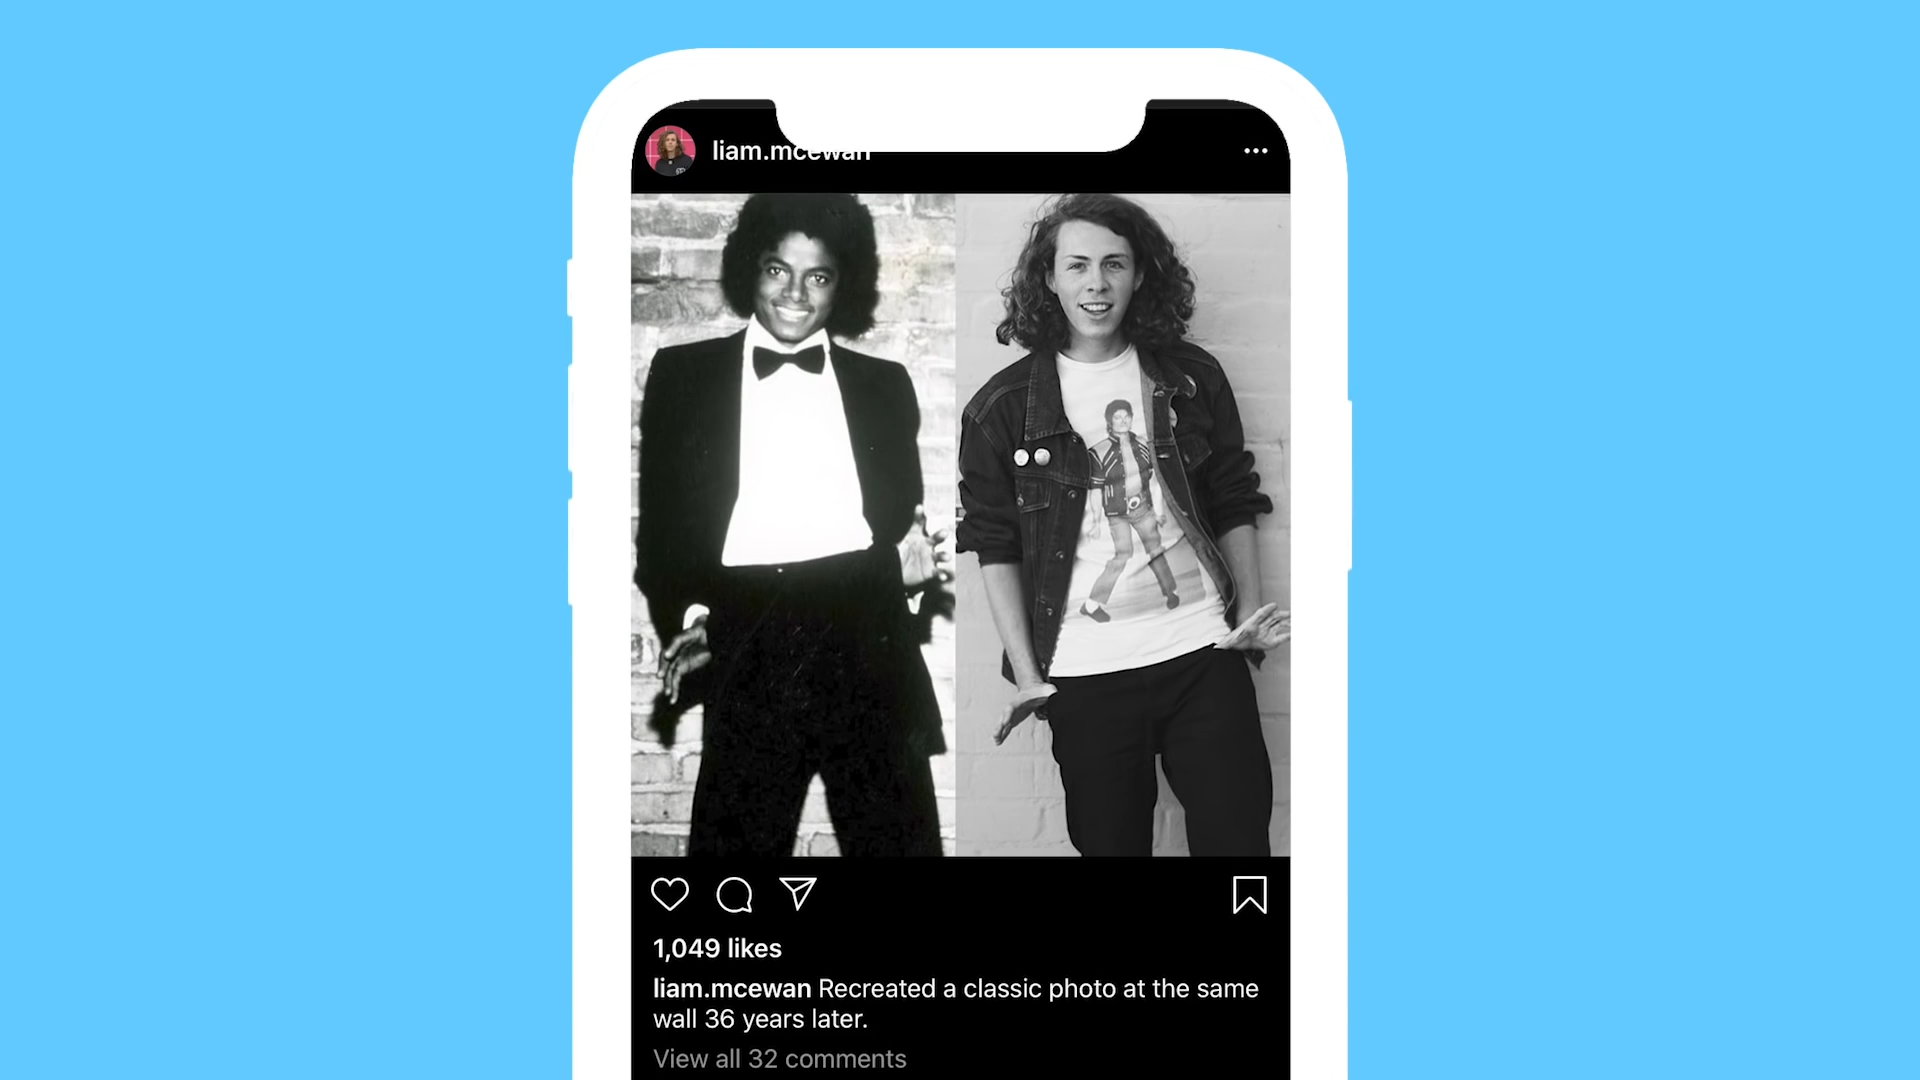 liam.mcewan
1,049 likes
liam.mcewan Recreated a classic photo at the same
wall 36 years later.
View all 32 comments